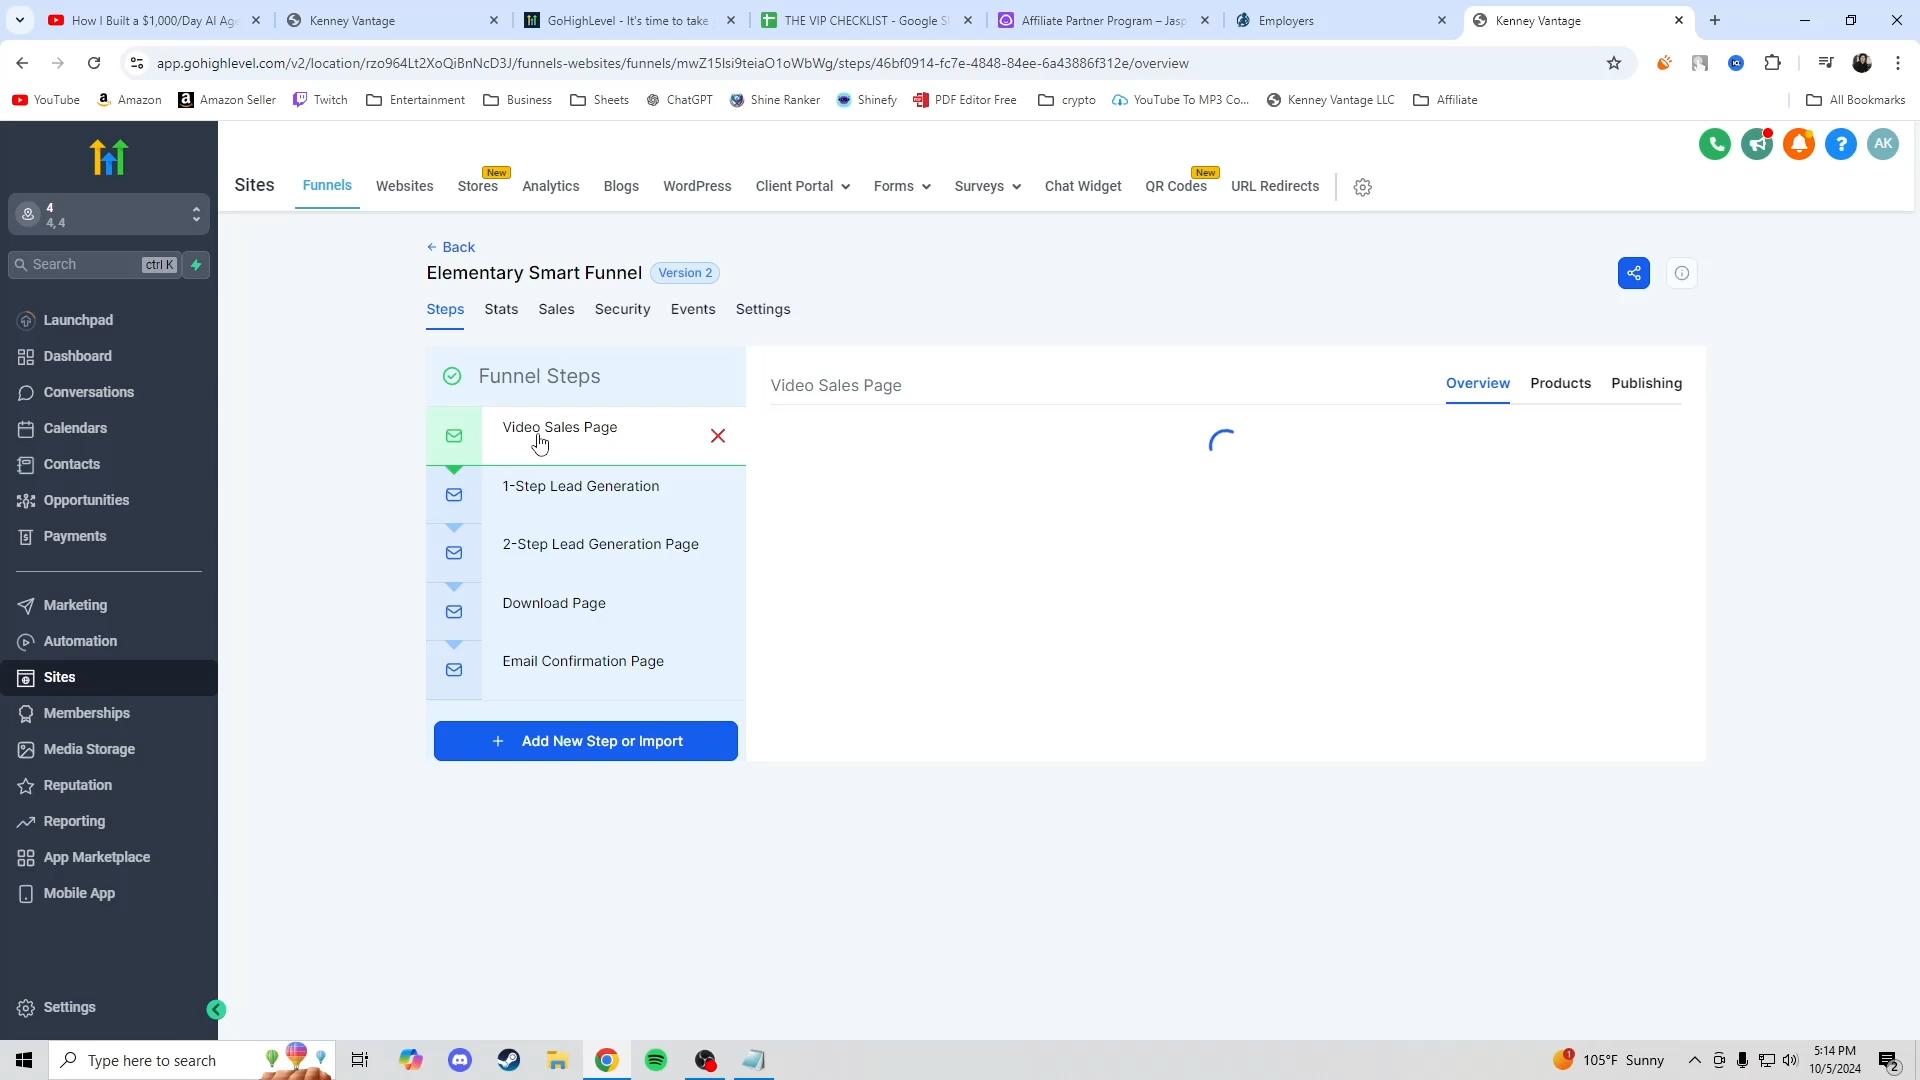 How I Built a $1,000/Day AI Age
Kenney Vantage
GoHighLevel - It's time to take
THE VIP CHECKLIST - Google S
Affiliate Partner Program – Jasp
Employers
Kenney Vantage
app.gohighlevel.com/v2/location/rzo964Lt2XoQiBnNcD3J/funnels-websites/funnels/mwZ15Isi9teiaO1oWbWg/steps/46bf0914-fc7e-4848-84ee-6a43886f312e/overview
YouTube
Amazon
Amazon Seller
Twitch
Entertainment
Business
Sheets
ChatGPT
Shine Ranker
Shinefy
PDF Editor Free
crypto
YouTube To MP3 Co...
Kenney Vantage LLC
Affiliate
All Bookmarks
AK
Sites
Funnels
Websites
Stores
New
Analytics
Blogs
WordPress
Client Portal
Forms
Surveys
Chat Widget
QR Codes
New
URL Redirects
4
4, 4
Search
ctrl K
Launchpad
Dashboard
Conversations
Calendars
Contacts
Opportunities
Payments
Marketing
Automation
Sites
Memberships
Media Storage
Reputation
Reporting
App Marketplace
Mobile App
Settings
← Back
Elementary Smart Funnel
Version 2
Steps
Stats
Sales
Security
Events
Settings
Funnel Steps
Video Sales Page
1-Step Lead Generation
2-Step Lead Generation Page
Download Page
Email Confirmation Page
+ Add New Step or Import
Video Sales Page
Overview
Products
Publishing
Type here to search
1
105°F Sunny
5:14 PM
10/5/2024
2